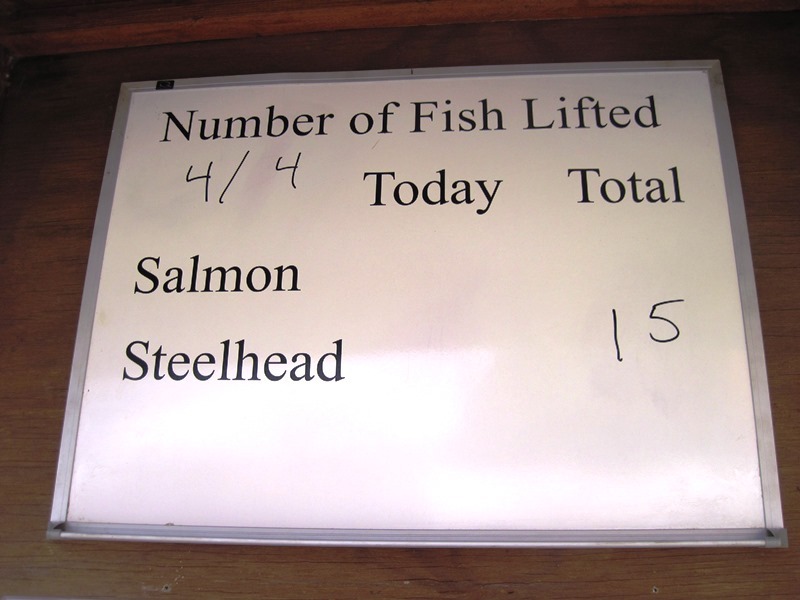 Number of Fish Lifted
4/4 Today Total
Salmon
Steelhead 15